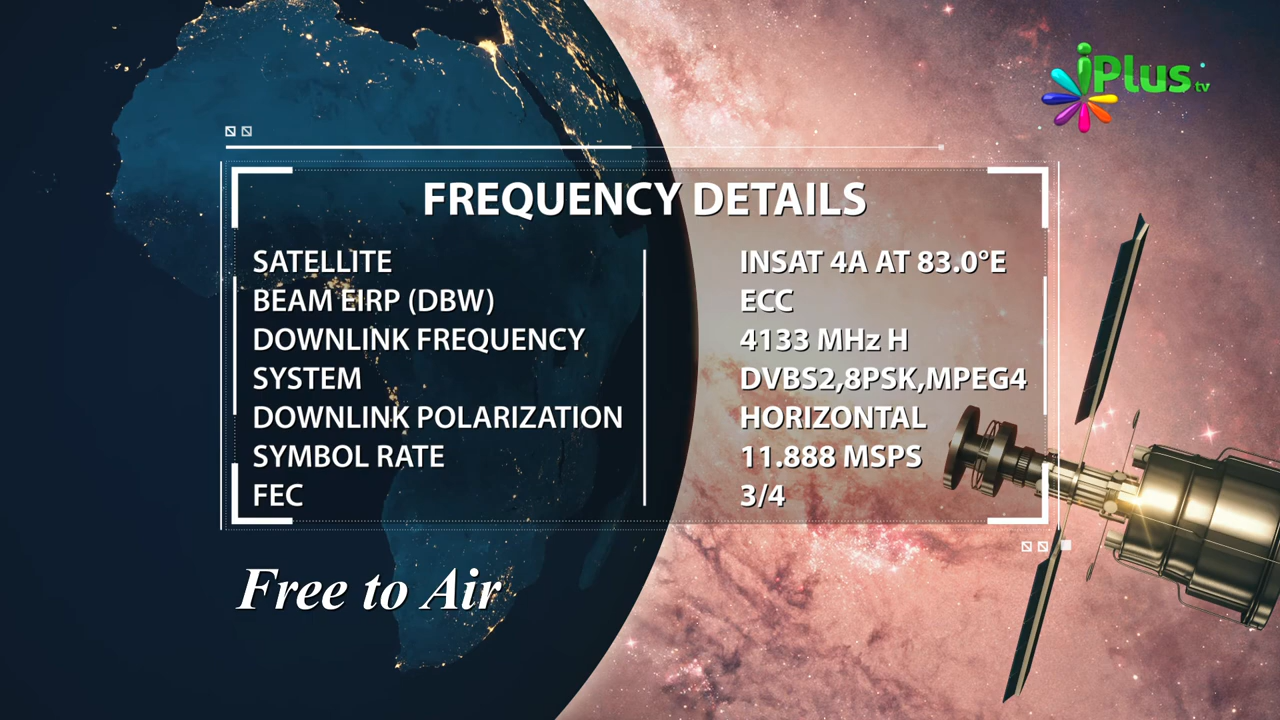 iPlus tv
FREQUENCY DETAILS
SATELLITE INSAT 4A AT 83.0°E
BEAM EIRP (DBW) ECC
DOWNLINK FREQUENCY 4133 MHz H
SYSTEM DVBS2,8PSK,MPEG4
DOWNLINK POLARIZATION HORIZONTAL
SYMBOL RATE 11.888 MSPS
FEC 3/4
Free to Air